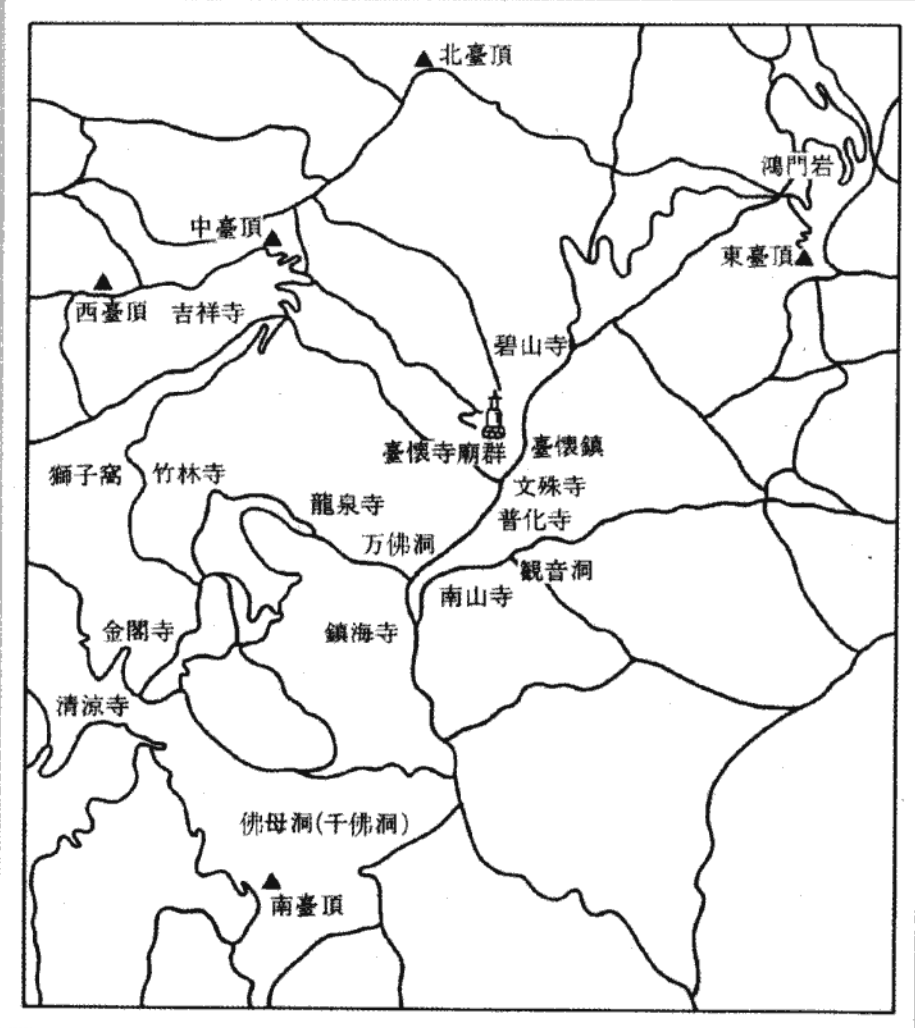 北臺頂
鴻門岩
中臺頂
東臺頂
西臺頂
吉祥寺
碧山寺
臺懐寺廟群
臺懐鎮
獅子窩
竹林寺
文殊寺
龍泉寺
普化寺
万佛洞
観音洞
南山寺
金閣寺
鎮海寺
清涼寺
佛母洞(千佛洞)
南臺頂